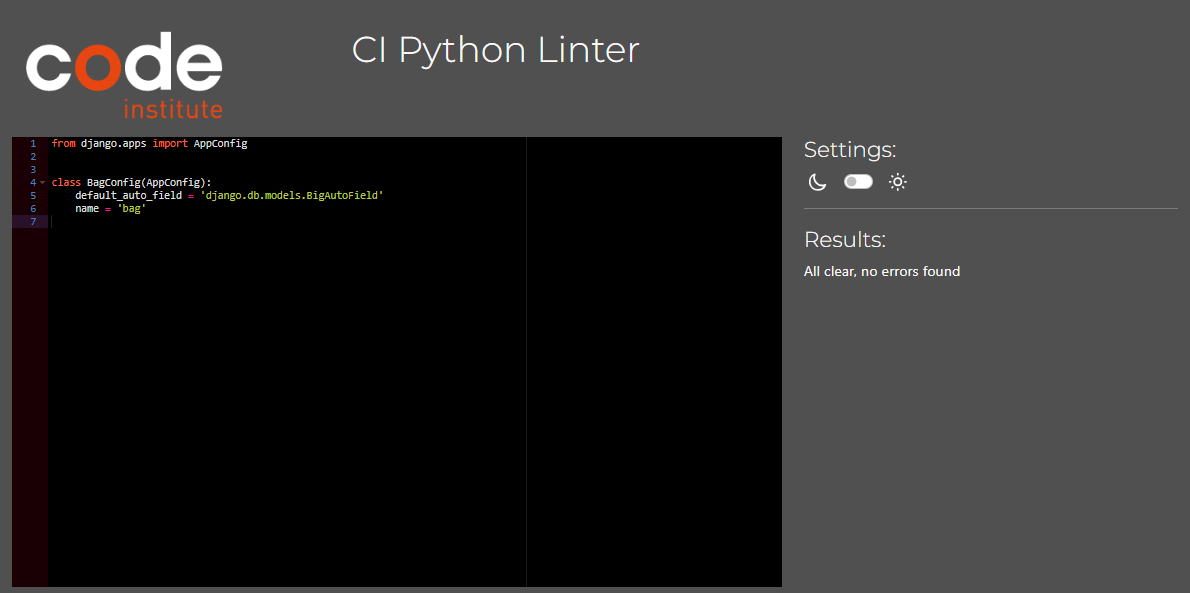 code
institute
CI Python Linter
1 from django.apps import AppConfig
2
3
4 class BagConfig(AppConfig):
5     default_auto_field = 'django.db.models.BigAutoField'
6     name = 'bag'
7
Settings:
Results:
All clear, no errors found